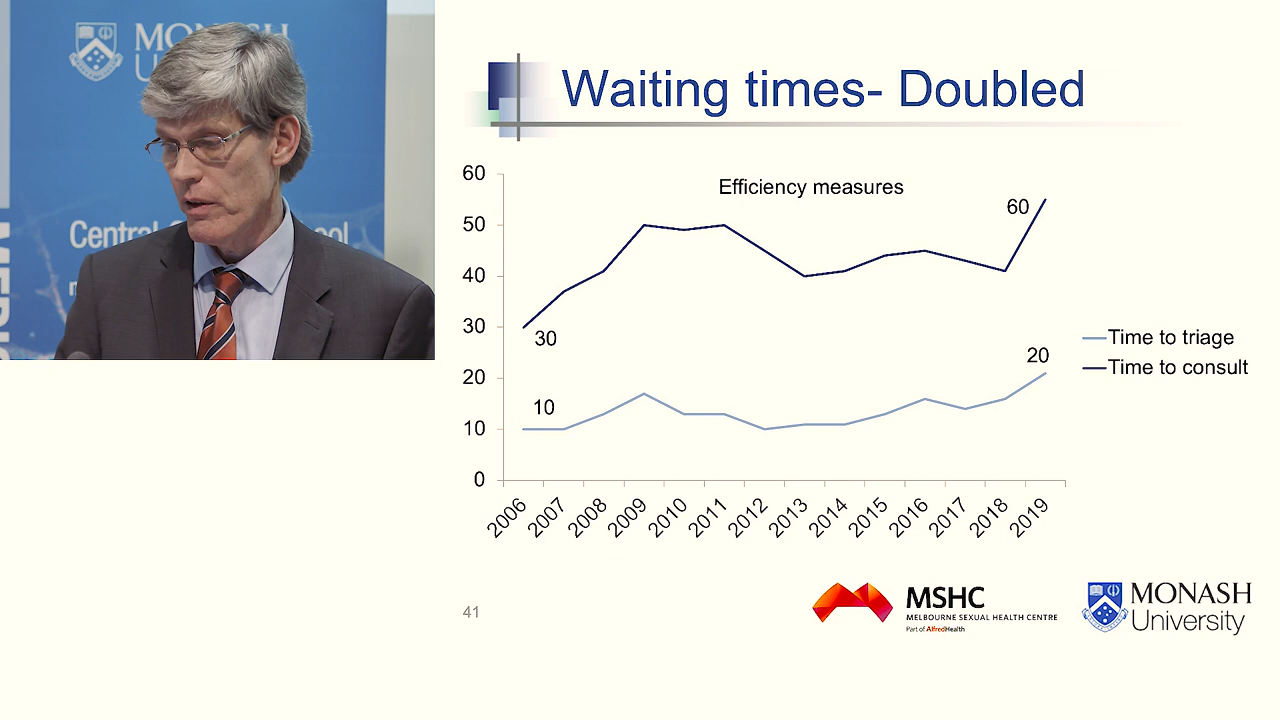 MONASH
Central
Waiting times- Doubled
Efficiency measures
60
50
40
30
20
10
0
60
30
20
10
Time to triage
Time to consult
2006 2007 2008 2009 2010 2011 2012 2013 2014 2015 2016 2017 2018 2019
41
MSHC
MELBOURNE SEXUAL HEALTH CENTRE
Part of AlfredHealth
MONASH
University